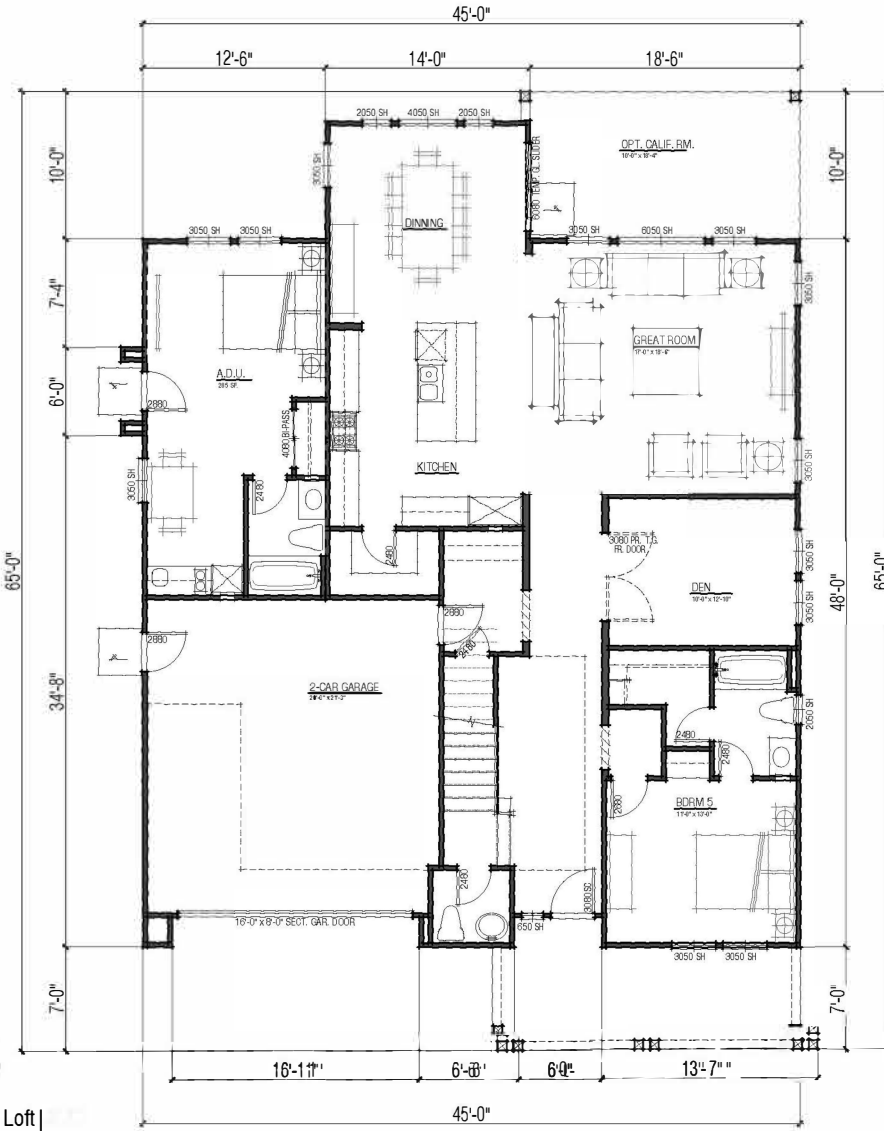 45'-0"
12'-6"
14'-0"
18'-6"
2050 SH
4050 SH
2050 SH
10'-0"
10'-0"
3050 SH
6080 TEMP. GL. SLIDER
OPT. CALIF. RM.
DINNING
3050 SH
3050 SH
3050 SH
6050 SH
3050 SH
7'-4"
3050 SH
GREAT ROOM
A.D.U.
6'-0"
2880
4080 BI-PASS
KITCHEN
3050 SH
3050 SH
2480
65'-0"
65'-0"
48'-0"
3080 PR. T.G.
FR. DOOR
3050 SH
2480
DEN
3050 SH
2880
2880
2480
34'-8"
2-CAR GARAGE
2050 SH
2480
2480
2680
BDRM 5
2480
3080 SC
16'-0" x 8'-0" SECT. GAR. DOOR
650 SH
3050 SH
3050 SH
7'-0"
7'-0"
13'-7"
45'-0"
Loft